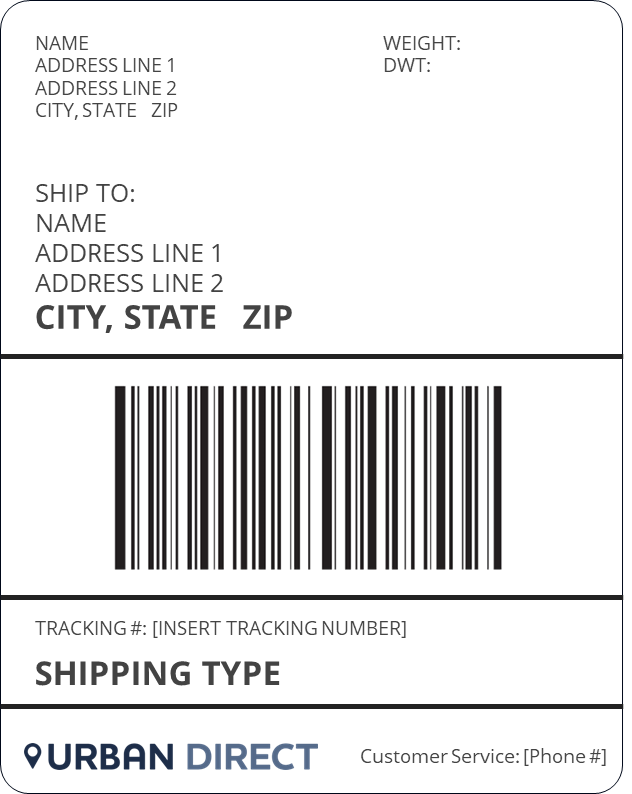 NAME
ADDRESS LINE 1
ADDRESS LINE 2
CITY, STATE ZIP
WEIGHT:
DWT:
SHIP TO:
NAME
ADDRESS LINE 1
ADDRESS LINE 2
CITY, STATE ZIP
TRACKING #: [INSERT TRACKING NUMBER]
SHIPPING TYPE
URBAN DIRECT
Customer Service: [Phone #]